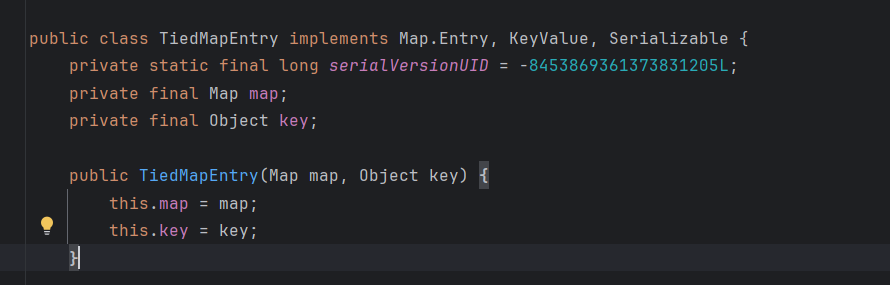 public class TiedMapEntry implements Map.Entry, KeyValue, Serializable {
    private static final long serialVersionUID = -8453869361373831205L;
    private final Map map;
    private final Object key;

    public TiedMapEntry(Map map, Object key) {
        this.map = map;
        this.key = key;
    }